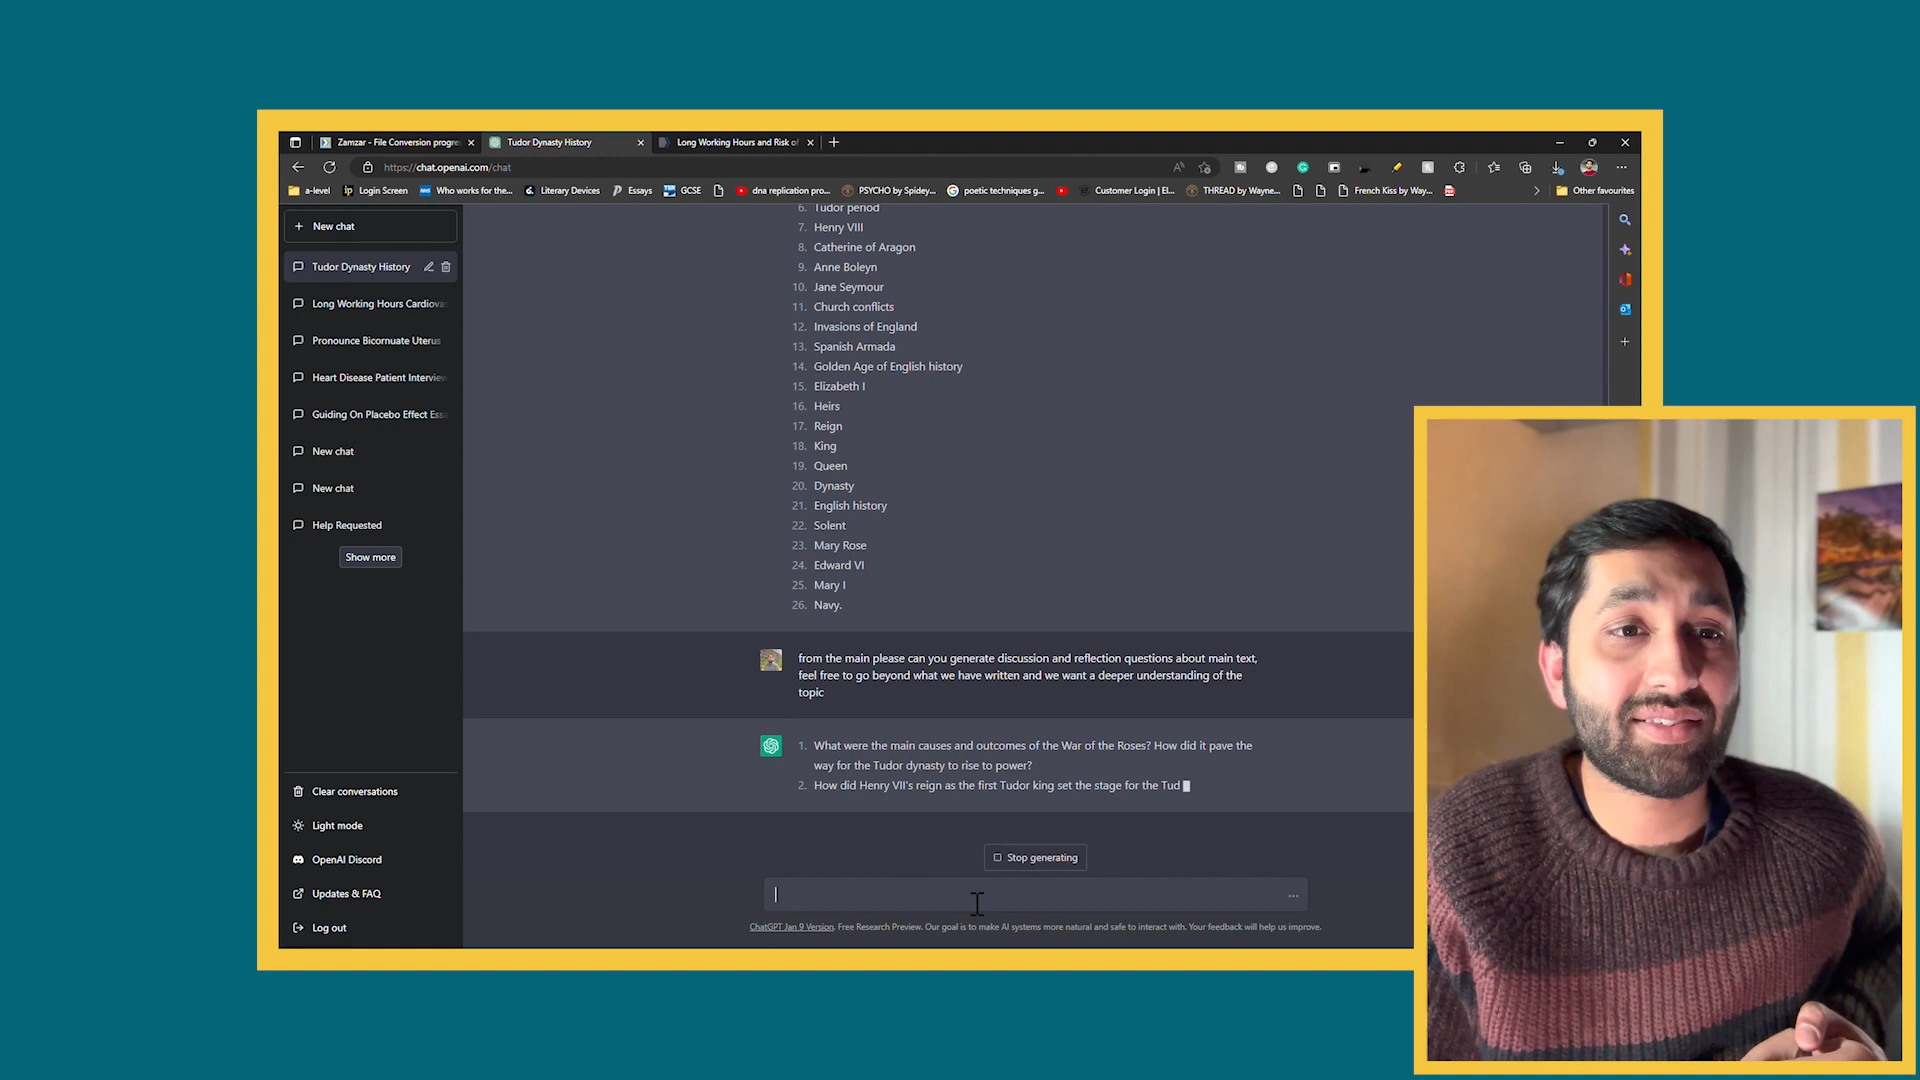 Zamzar - File Conversion progre
Tudor Dynasty History
Long Working Hours and Risk of
https://chat.openai.com/chat
a-level
Login Screen
Who works for the...
Literary Devices
Essays
GCSE
dna replication pro...
PSYCHO by Spidey...
poetic techniques g...
Customer Login | El...
THREAD by Wayne...
French Kiss by Way...
Other favourites
New chat
Tudor Dynasty History
Long Working Hours Cardiova
Pronounce Bicornuate Uterus
Heart Disease Patient Interview
Guiding On Placebo Effect Ess
New chat
New chat
Help Requested
Show more
Clear conversations
Light mode
OpenAI Discord
Updates & FAQ
Log out
6. Tudor period
7. Henry VIII
8. Catherine of Aragon
9. Anne Boleyn
10. Jane Seymour
11. Church conflicts
12. Invasions of England
13. Spanish Armada
14. Golden Age of English history
15. Elizabeth I
16. Heirs
17. Reign
18. King
19. Queen
20. Dynasty
21. English history
22. Solent
23. Mary Rose
24. Edward VI
25. Mary I
26. Navy.
from the main please can you generate discussion and reflection questions about main text,
feel free to go beyond what we have written and we want a deeper understanding of the
topic
1. What were the main causes and outcomes of the War of the Roses? How did it pave the
way for the Tudor dynasty to rise to power?
2. How did Henry VII's reign as the first Tudor king set the stage for the Tud
Stop generating
ChatGPT Jan 9 Version. Free Research Preview. Our goal is to make AI systems more natural and safe to interact with. Your feedback will help us improve.